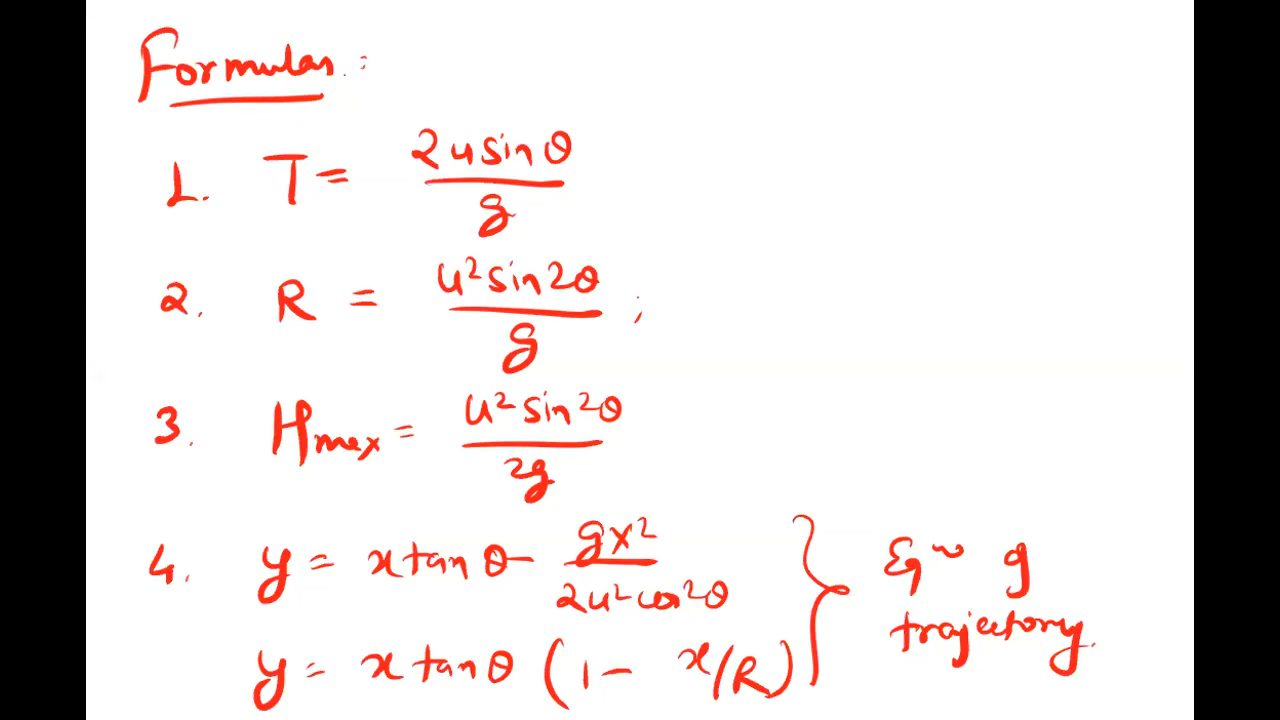 Formulas :
1. T = 2u sin θ / g
2. R = u² sin 2θ / g ;
3. Hmax = u² sin² θ / 2g
4. y = x tan θ - gx² / 2u² cos² θ
y = x tan θ (1 - x/R)
Eq~ of
trajectory.